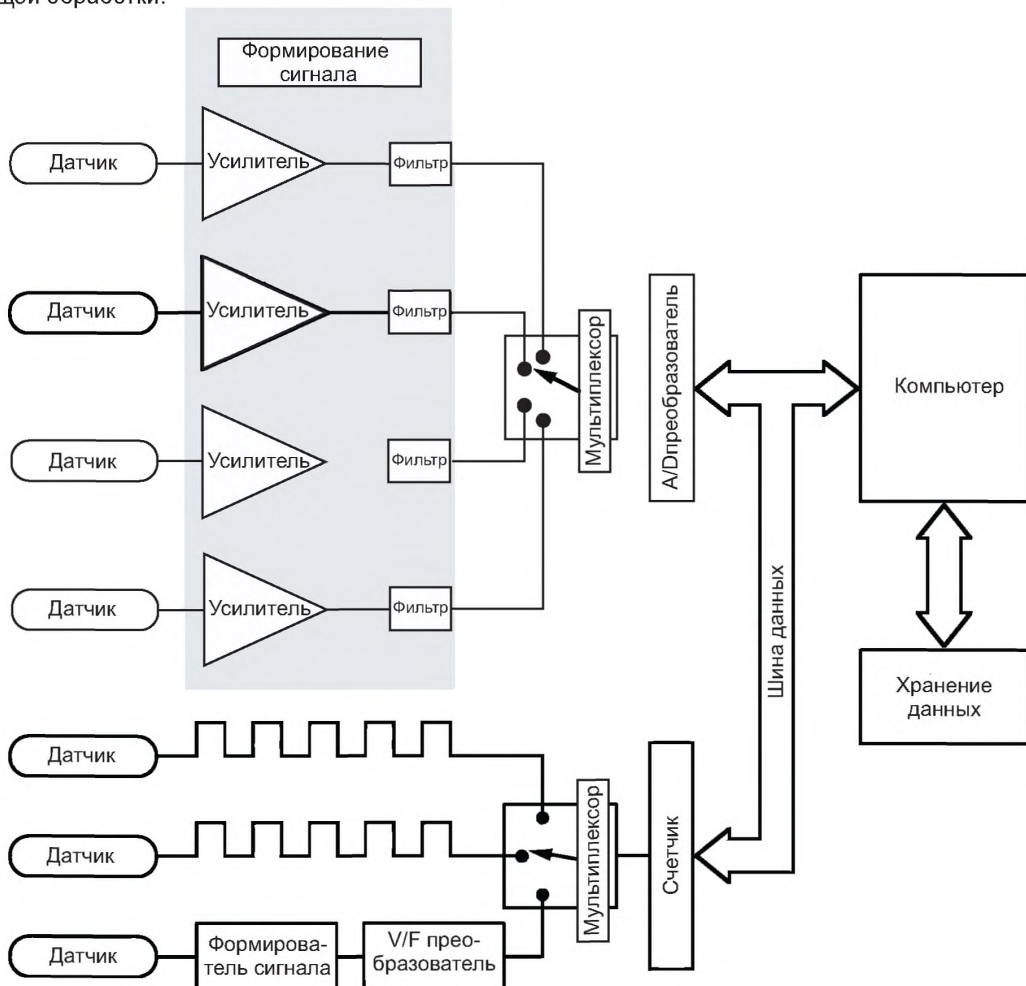 щей обработки.
Формирование
сигнала
Датчик
Усилитель
Фильтр
Датчик
Усилитель
Фильтр
Мультиплексор
A/Dпреобразователь
Компьютер
Датчик
Усилитель
Фильтр
Датчик
Усилитель
Фильтр
Шина данных
Хранение
данных
Датчик
Датчик
Мультиплексор
Счетчик
Датчик
Формирова-
тель сигнала
V/F прео-
бразователь